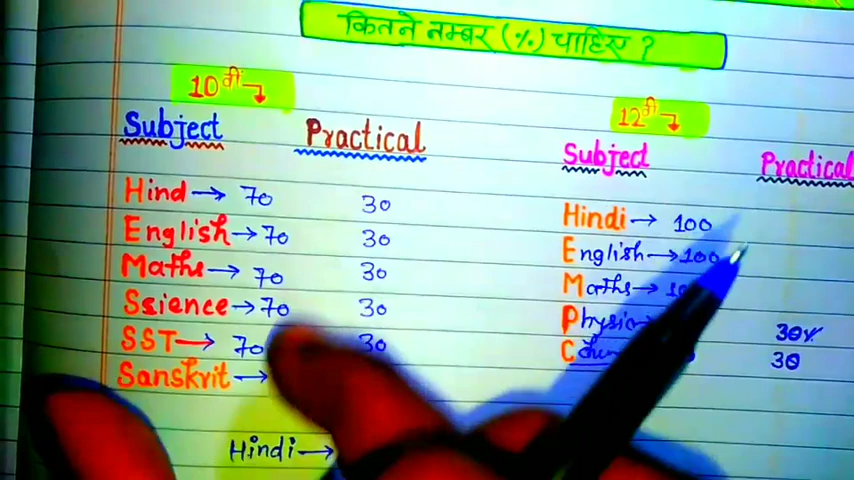 कितने नम्बर (%) चाहिए ?
10वीं
Subject Practical
Hind → 70 30
English → 70 30
Maths → 70 30
Ssience → 70 30
SST → 70 30
Sanskrit →
Hindi →
12वीं
Subject Practical
Hindi → 100
English → 100
Maths →
30
30